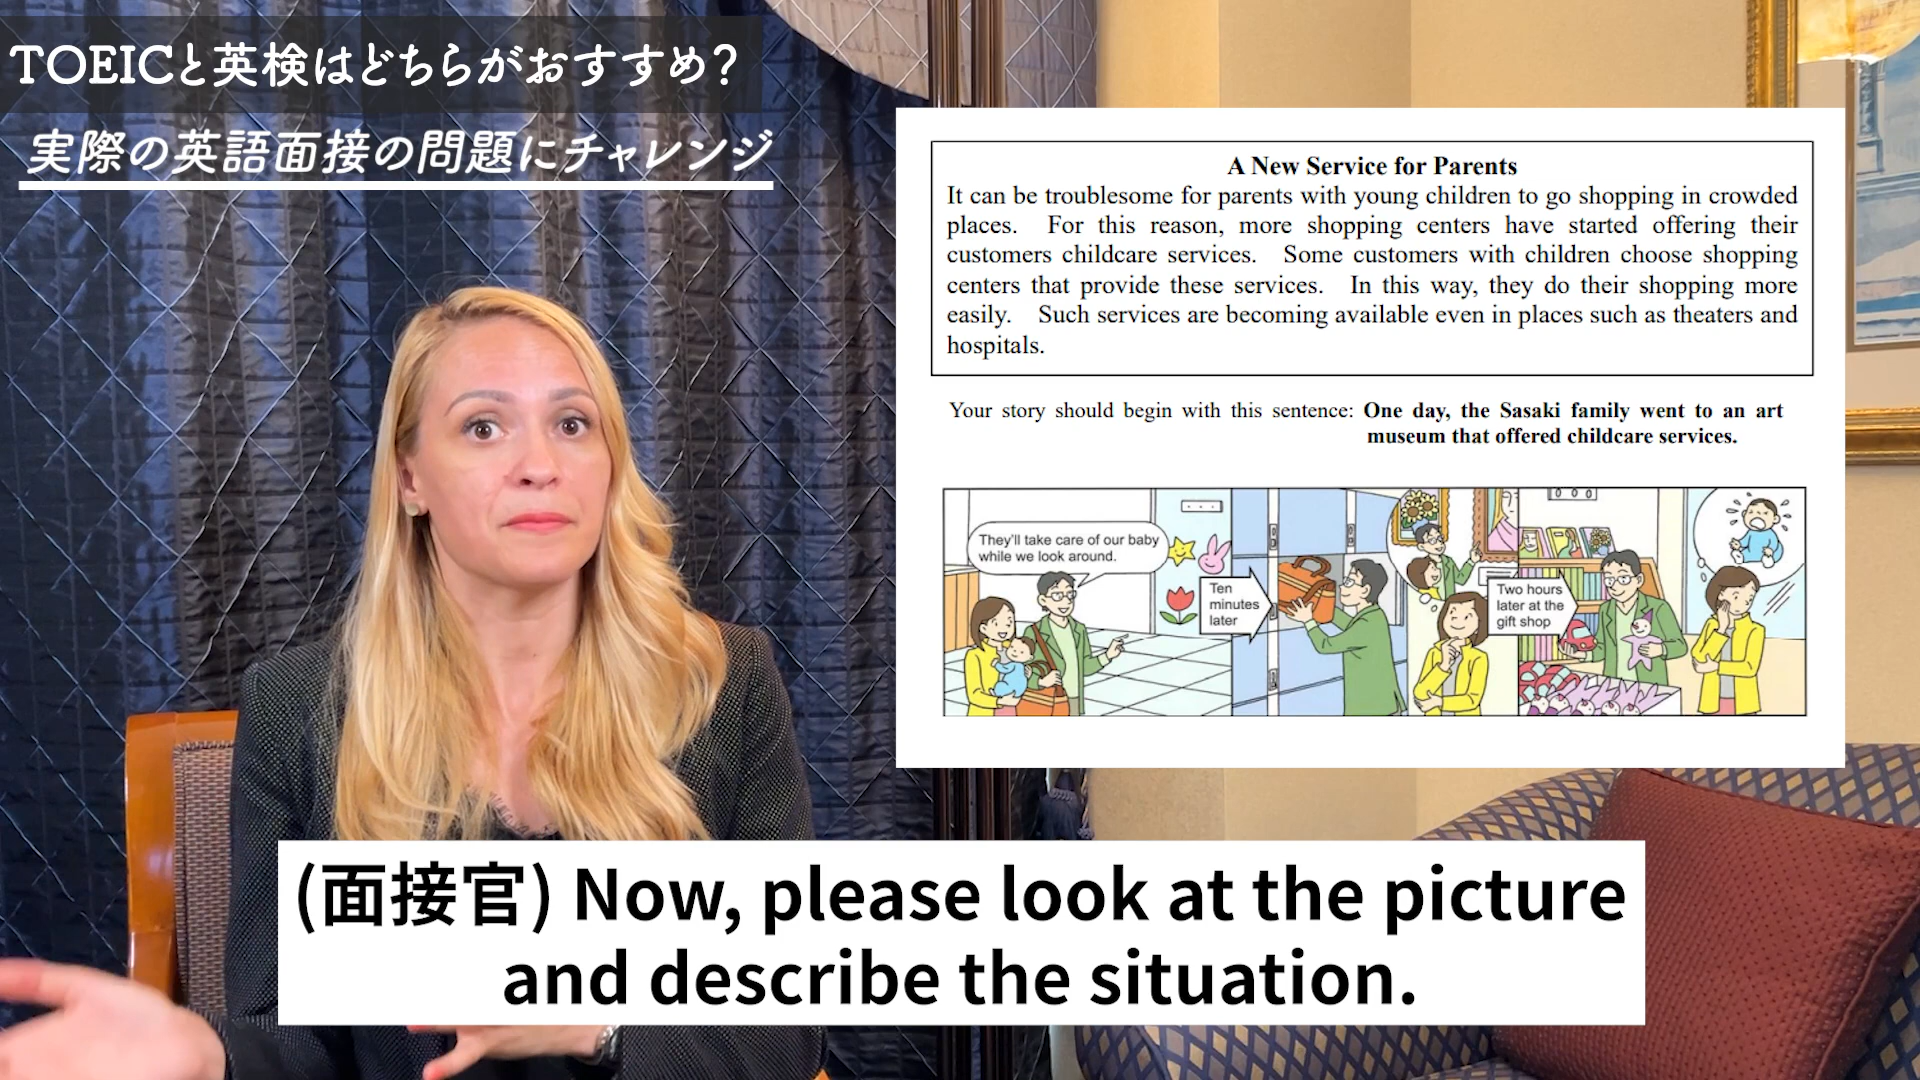 TOEICと英検はどちらがおすすめ?
実際の英語面接の問題にチャレンジ
A New Service for Parents
It can be troublesome for parents with young children to go shopping in crowded
places. For this reason, more shopping centers have started offering their
customers childcare services. Some customers with children choose shopping
centers that provide these services. In this way, they do their shopping more
easily. Such services are becoming available even in places such as theaters and
hospitals.
Your story should begin with this sentence: One day, the Sasaki family went to an art
museum that offered childcare services.
They'll take care of our baby
while we look around.
Ten
minutes
later
Two hours
later at the
gift shop
(面接官) Now, please look at the picture
and describe the situation.